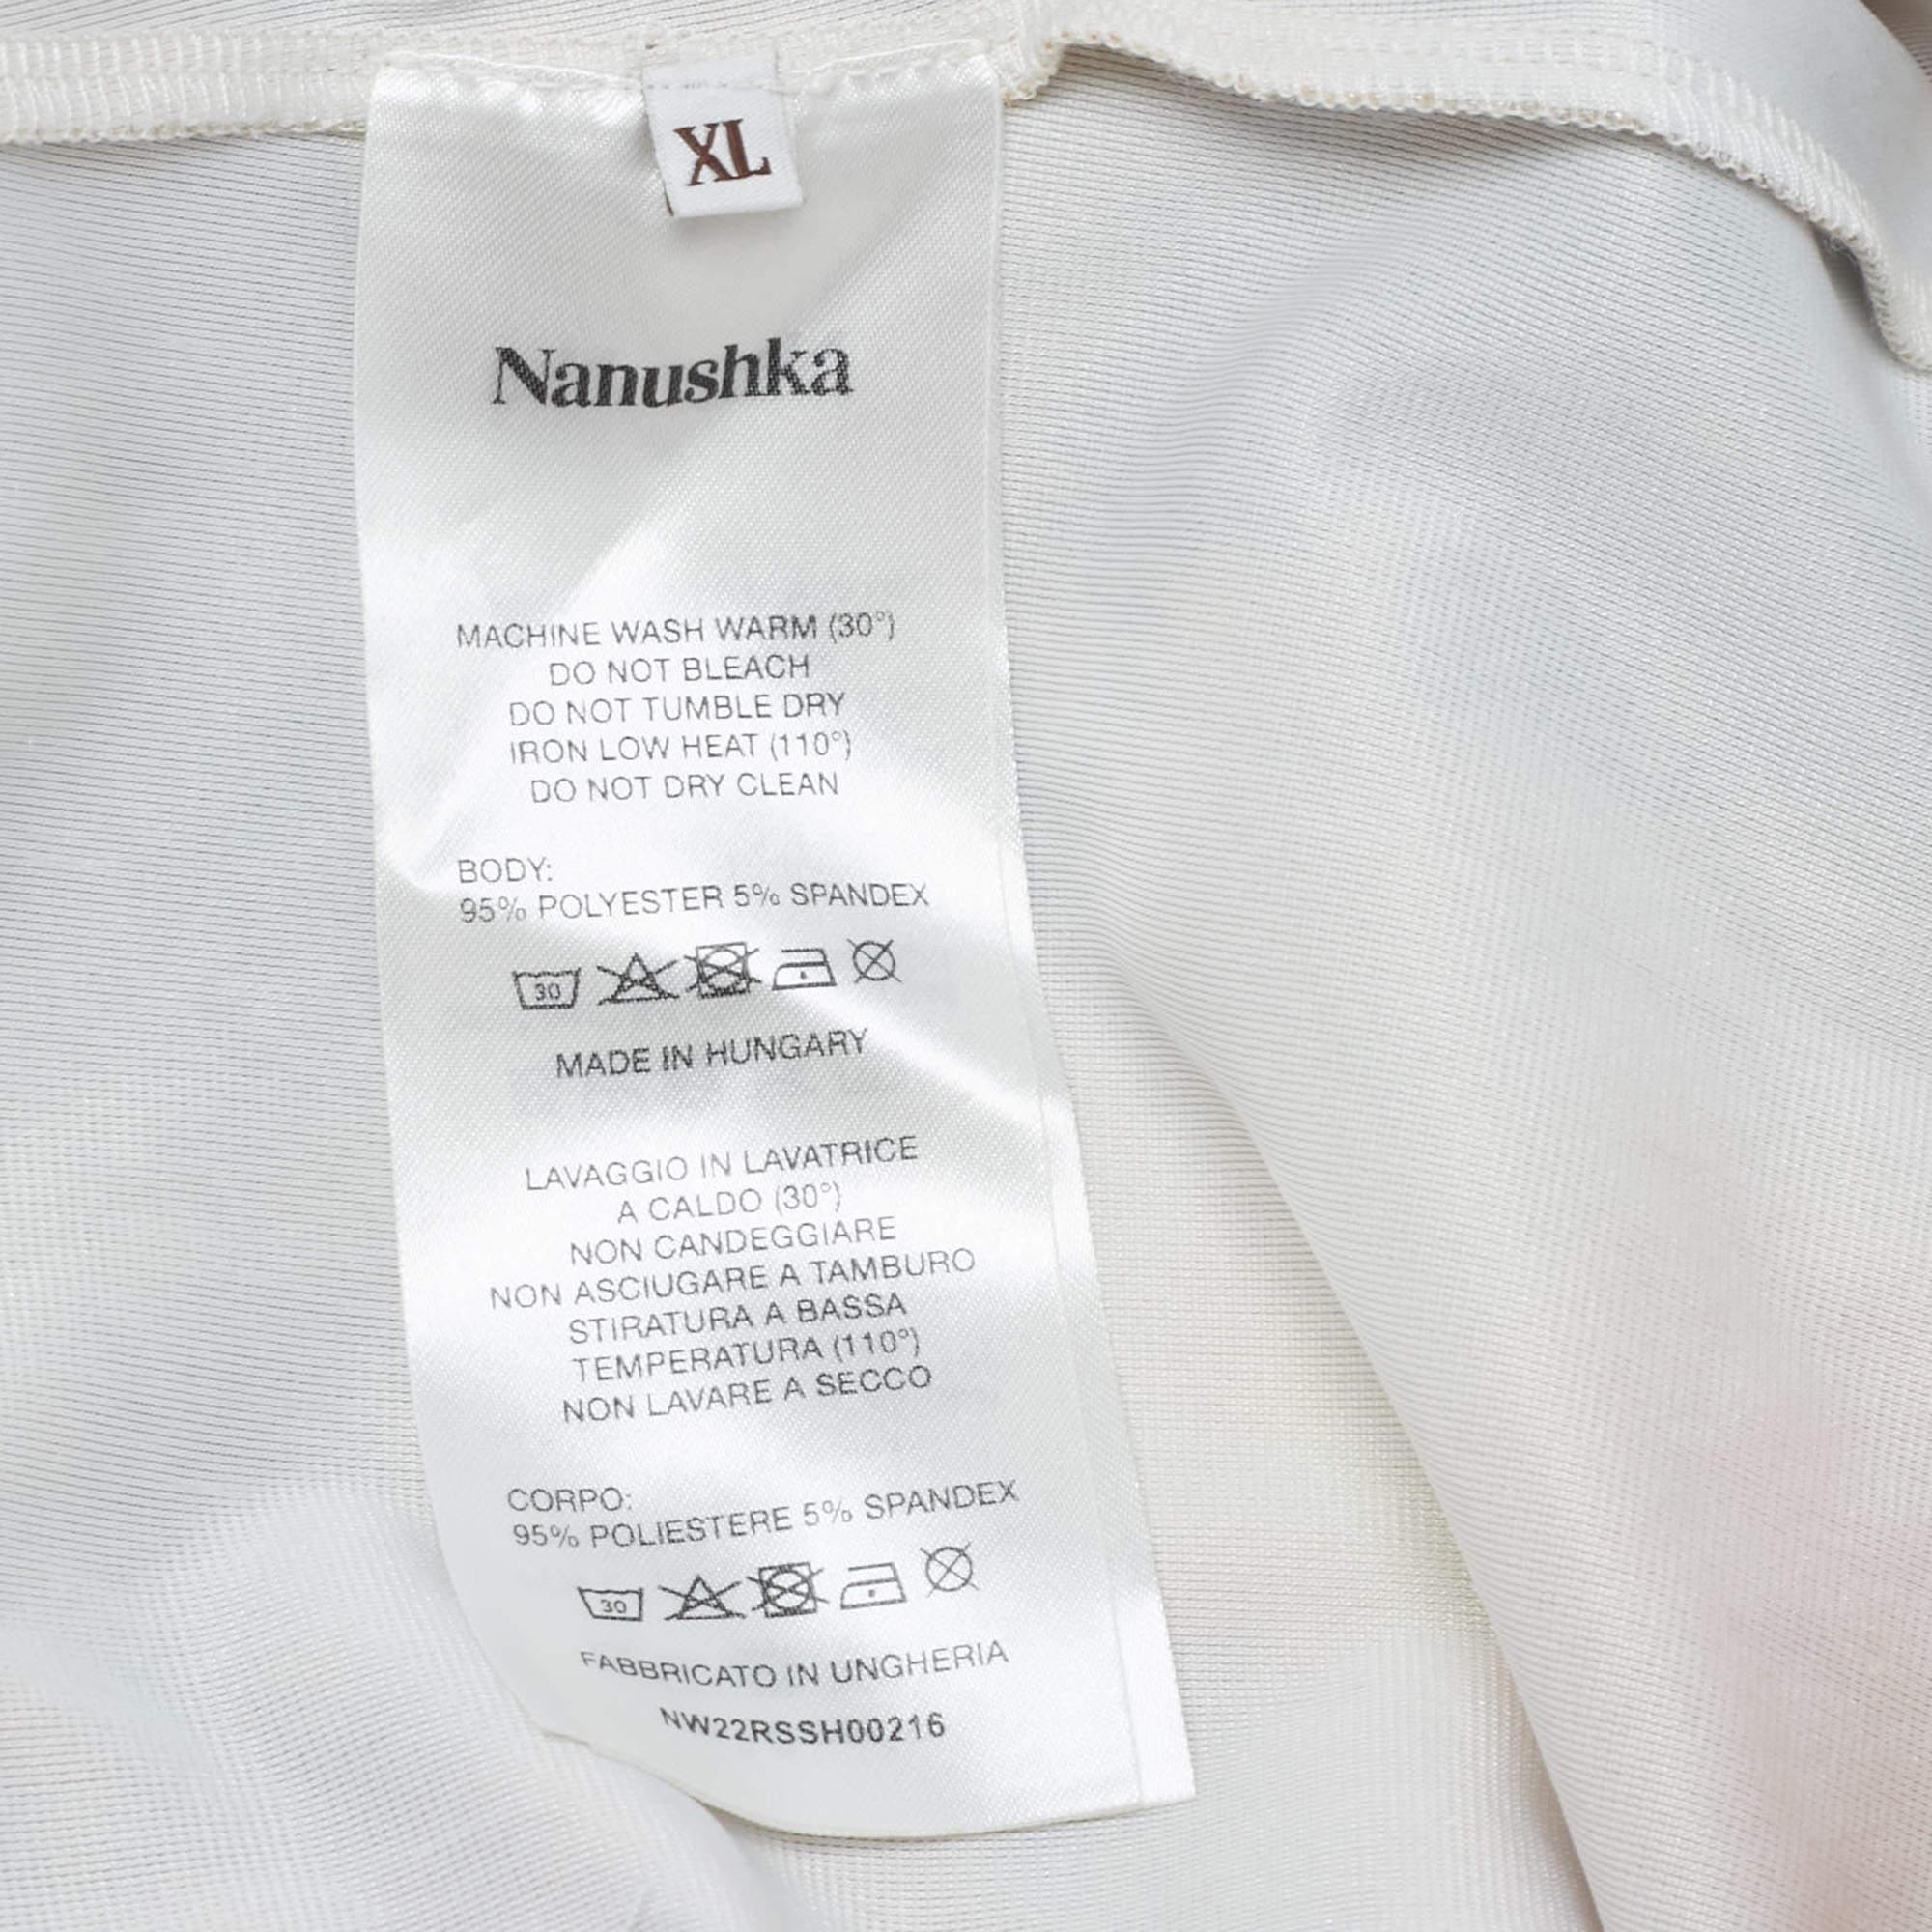 XL
Nanushka
MACHINE WASH WARM (30°)
DO NOT BLEACH
DO NOT TUMBLE DRY
IRON LOW HEAT (110°)
DO NOT DRY CLEAN
BODY:
95% POLYESTER 5% SPANDEX
30
MADE IN HUNGARY
LAVAGGIO IN LAVATRICE
A CALDO (30°)
NON CANDEGGIARE
NON ASCIUGARE A TAMBURO
STIRATURA A BASSA
TEMPERATURA (110°)
NON LAVARE A SECCO
CORPO:
95% POLIESTERE 5% SPANDEX
30
FABBRICATO IN UNGHERIA
NW22RSSH00216